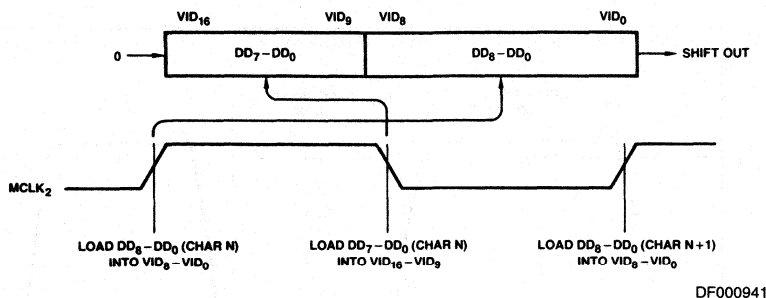 VID₁₆ VID₉ VID₈ VID₀
0 DD₇–DD₀ DD₈–DD₀ SHIFT OUT
MCLK₂
LOAD DD₈–DD₀ (CHAR N) LOAD DD₇–DD₀ (CHAR N) LOAD DD₈–DD₀ (CHAR N+1)
INTO VID₈–VID₀ INTO VID₁₆–VID₉ INTO VID₈–VID₀
DF000941